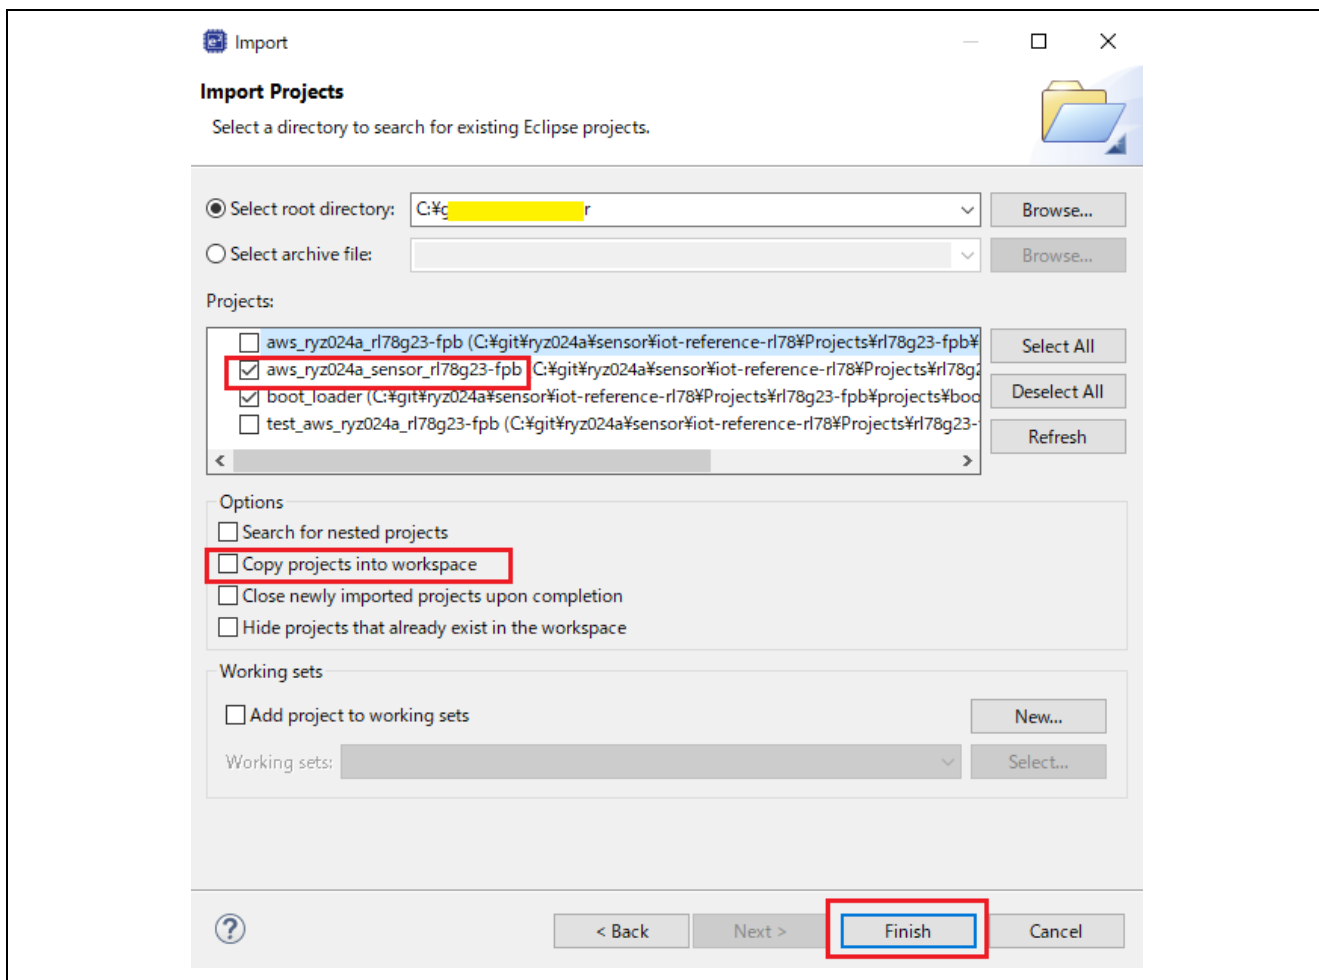 Import
Import Projects
Select a directory to search for existing Eclipse projects.
Select root directory: C:¥g r Browse...
Select archive file: Browse...
Projects:
aws_ryz024a_rl78g23-fpb (C:¥git¥ryz024a¥sensor¥iot-reference-rl78¥Projects¥rl78g23-fpb¥ Select All
aws_ryz024a_sensor_rl78g23-fpb C:¥git¥ryz024a¥sensor¥iot-reference-rl78¥Projects¥rl78g2
boot_loader (C:¥git¥ryz024a¥sensor¥iot-reference-rl78¥Projects¥rl78g23-fpb¥projects¥boo Deselect All
test_aws_ryz024a_rl78g23-fpb (C:¥git¥ryz024a¥sensor¥iot-reference-rl78¥Projects¥rl78g23- Refresh
Options
Search for nested projects
Copy projects into workspace
Close newly imported projects upon completion
Hide projects that already exist in the workspace
Working sets
Add project to working sets New...
Working sets: Select...
< Back Next > Finish Cancel